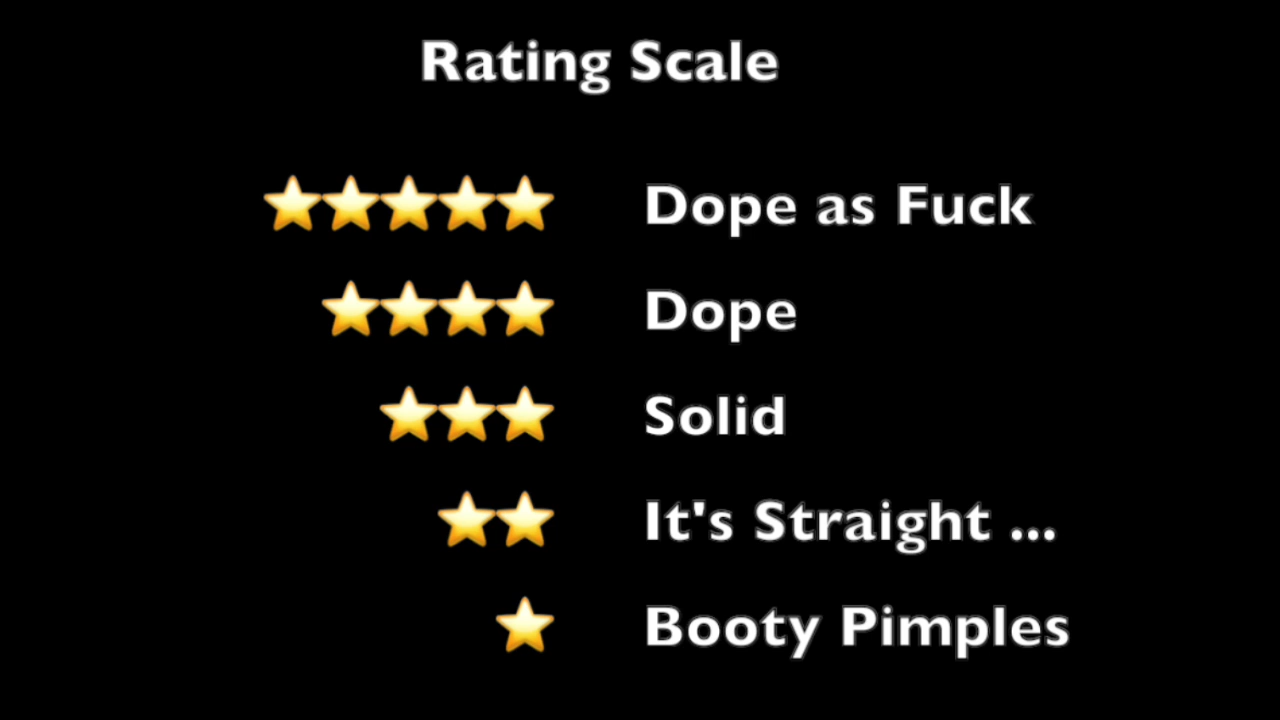 Rating Scale
⭐⭐⭐⭐⭐ Dope as Fuck
⭐⭐⭐⭐ Dope
⭐⭐⭐ Solid
⭐⭐ It's Straight ...
⭐ Booty Pimples